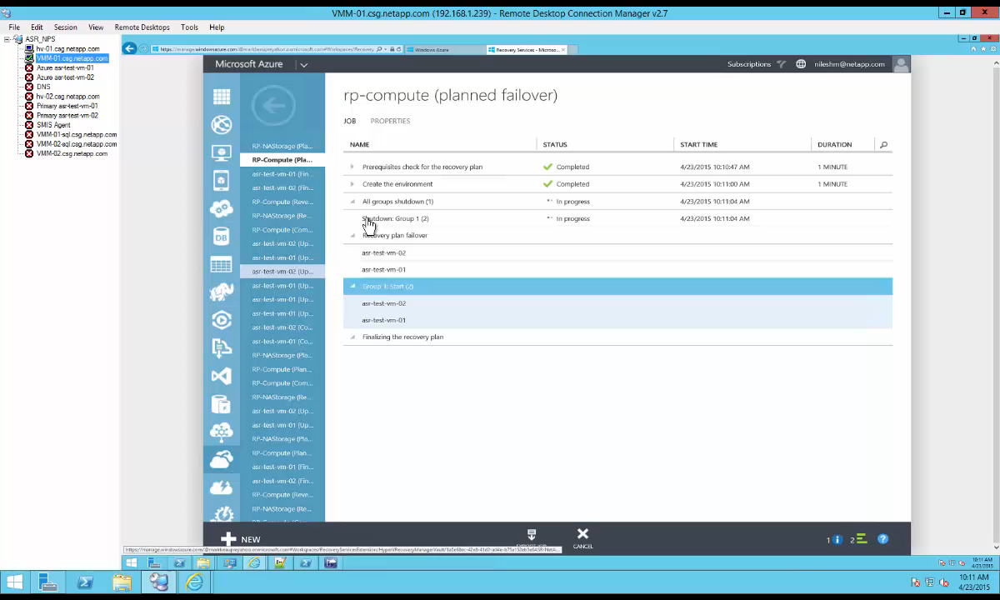 VMM-01.csg.netapp.com (192.168.1.239) - Remote Desktop Connection Manager v2.7
File Edit Session View Remote Desktops Tools Help
ASR_NPS
hv-01.csg.netapp.com
VMM-01.csg.netapp.com
Azure asr-test-vm-01
Azure asr-test-vm-02
DNS
hv-02.csg.netapp.com
Primary asr-test-vm-01
Primary asr-test-vm-02
SMIS Agent
VMM-01-sql.csg.netapp.com
VMM-02-sql.csg.netapp.com
VMM-02.csg.netapp.com
Windows Azure
Recovery Services - Microso...
Microsoft Azure
Subscriptions
nileshm@netapp.com
RP-NAStorage (Pla...
RP-Compute (Pla...
asr-test-vm-01 (Fin...
asr-test-vm-02 (Fin...
RP-Compute (Reve...
RP-NAStorage (Re...
RP-Compute (Com...
asr-test-vm-02 (Up...
asr-test-vm-01 (Up...
asr-test-vm-02 (Up...
asr-test-vm-01 (Up...
asr-test-vm-02 (Up...
asr-test-vm-01 (Up...
asr-test-vm-02 (Co...
asr-test-vm-01 (Co...
RP-NAStorage (Pla...
RP-Compute (Plan...
RP-Compute (Com...
RP-NAStorage (Re...
asr-test-vm-02 (Up...
asr-test-vm-01 (Up...
RP-NAStorage (Pla...
RP-Compute (Plan...
asr-test-vm-01 (Fin...
asr-test-vm-02 (Fin...
RP-Compute (Reve...
RP-NAStorage (Re...
DB
rp-compute (planned failover)
JOB PROPERTIES
NAME STATUS START TIME DURATION
Prerequisites check for the recovery plan Completed 4/23/2015 10:10:47 AM 1 MINUTE
Create the environment Completed 4/23/2015 10:11:00 AM 1 MINUTE
All groups shutdown (1) In progress 4/23/2015 10:11:04 AM
Shutdown: Group 1 (2) In progress 4/23/2015 10:11:04 AM
Recovery plan failover
asr-test-vm-02
asr-test-vm-01
Group 1: Start (2)
asr-test-vm-02
asr-test-vm-01
Finalizing the recovery plan
NEW
CANCEL
1 2
10:11 AM
4/23/2015
10:11 AM
4/23/2015